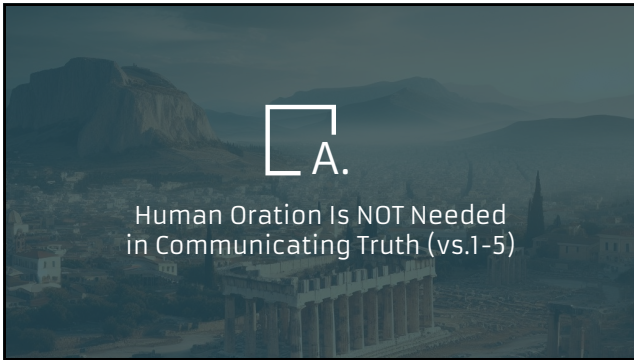 A.
Human Oration Is NOT Needed
in Communicating Truth (vs.1-5)